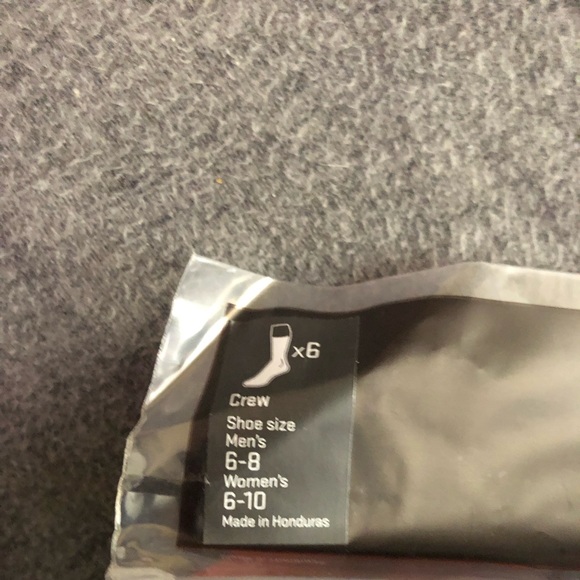 x6
Crew
Shoe size
Men's
6-8
Women's
6-10
Made in Honduras